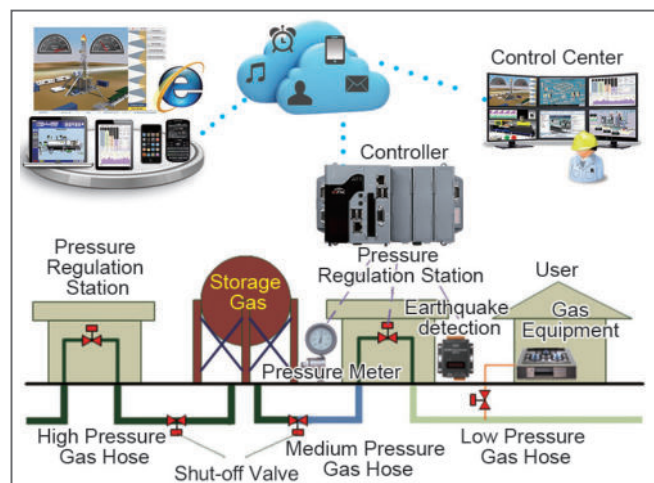 Control Center
Controller
Pressure
Regulation
Station
Storage
Gas
Pressure
Regulation Station
Earthquake
detection
User
Gas
Equipment
Pressure Meter
High Pressure
Gas Hose
Shut-off Valve
Medium Pressure
Gas Hose
Low Pressure
Gas Hose